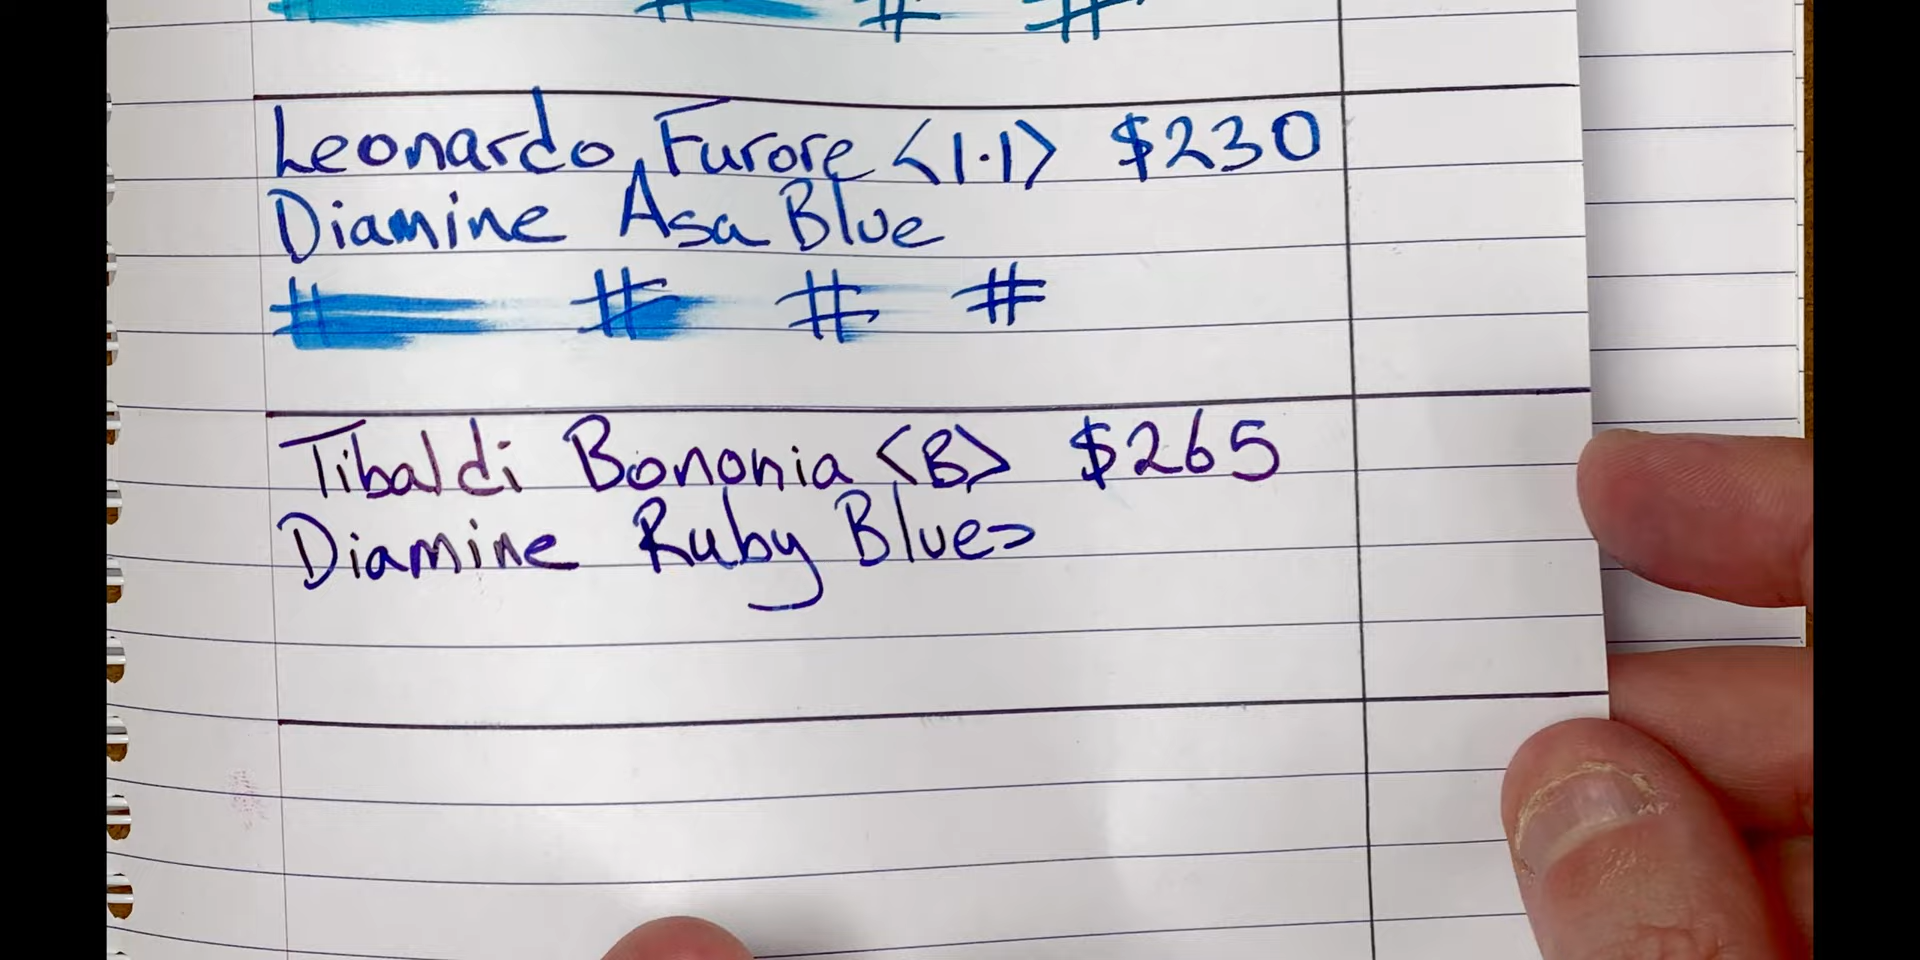 # # # #
Leonardo Furore <1.1> $230
Diamine Asa Blue
# # # #
Tibaldi Bononia <B> $265
Diamine Ruby Blues